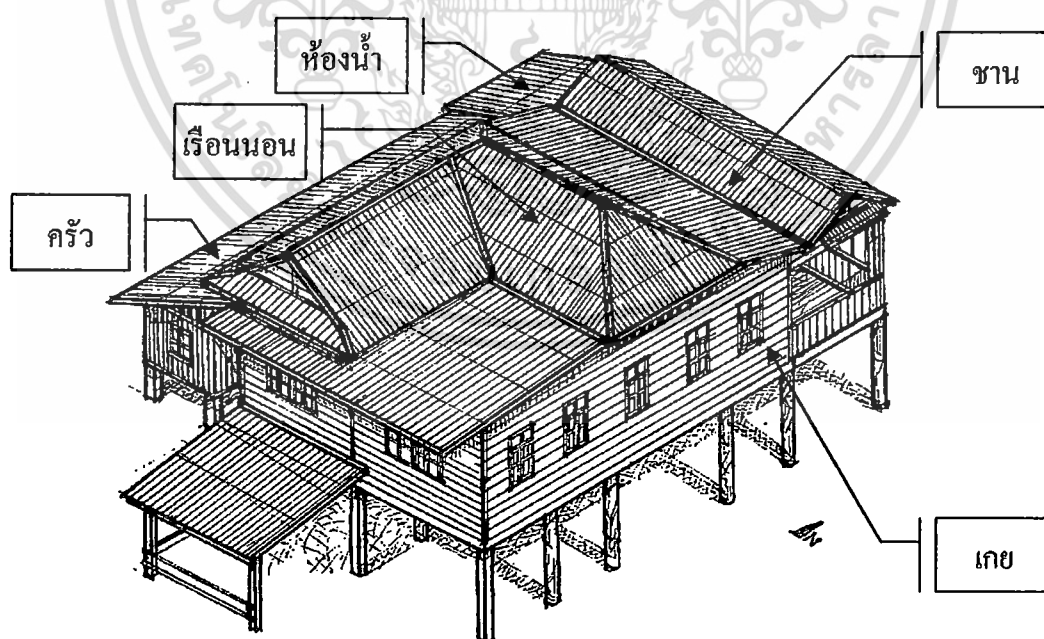 ห้องน้ำ
ชาน
เรือนนอน
ครัว
เกย